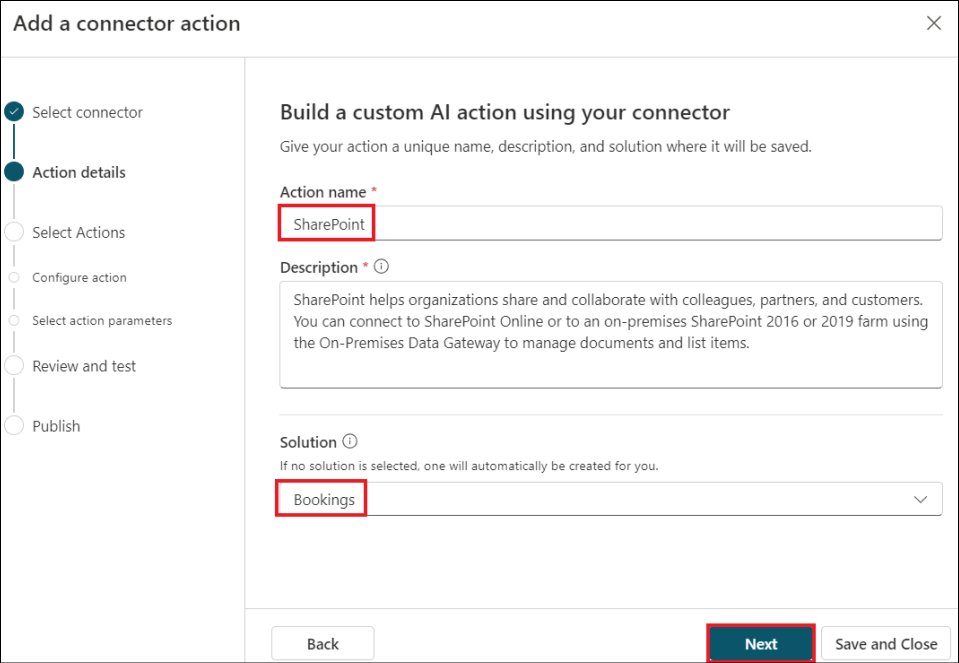 Add a connector action
Select connector
Action details
Select Actions
Configure action
Select action parameters
Review and test
Publish
Build a custom AI action using your connector
Give your action a unique name, description, and solution where it will be saved.
Action name *
SharePoint
Description *
SharePoint helps organizations share and collaborate with colleagues, partners, and customers.
You can connect to SharePoint Online or to an on-premises SharePoint 2016 or 2019 farm using
the On-Premises Data Gateway to manage documents and list items.
Solution
If no solution is selected, one will automatically be created for you.
Bookings
Back
Next
Save and Close